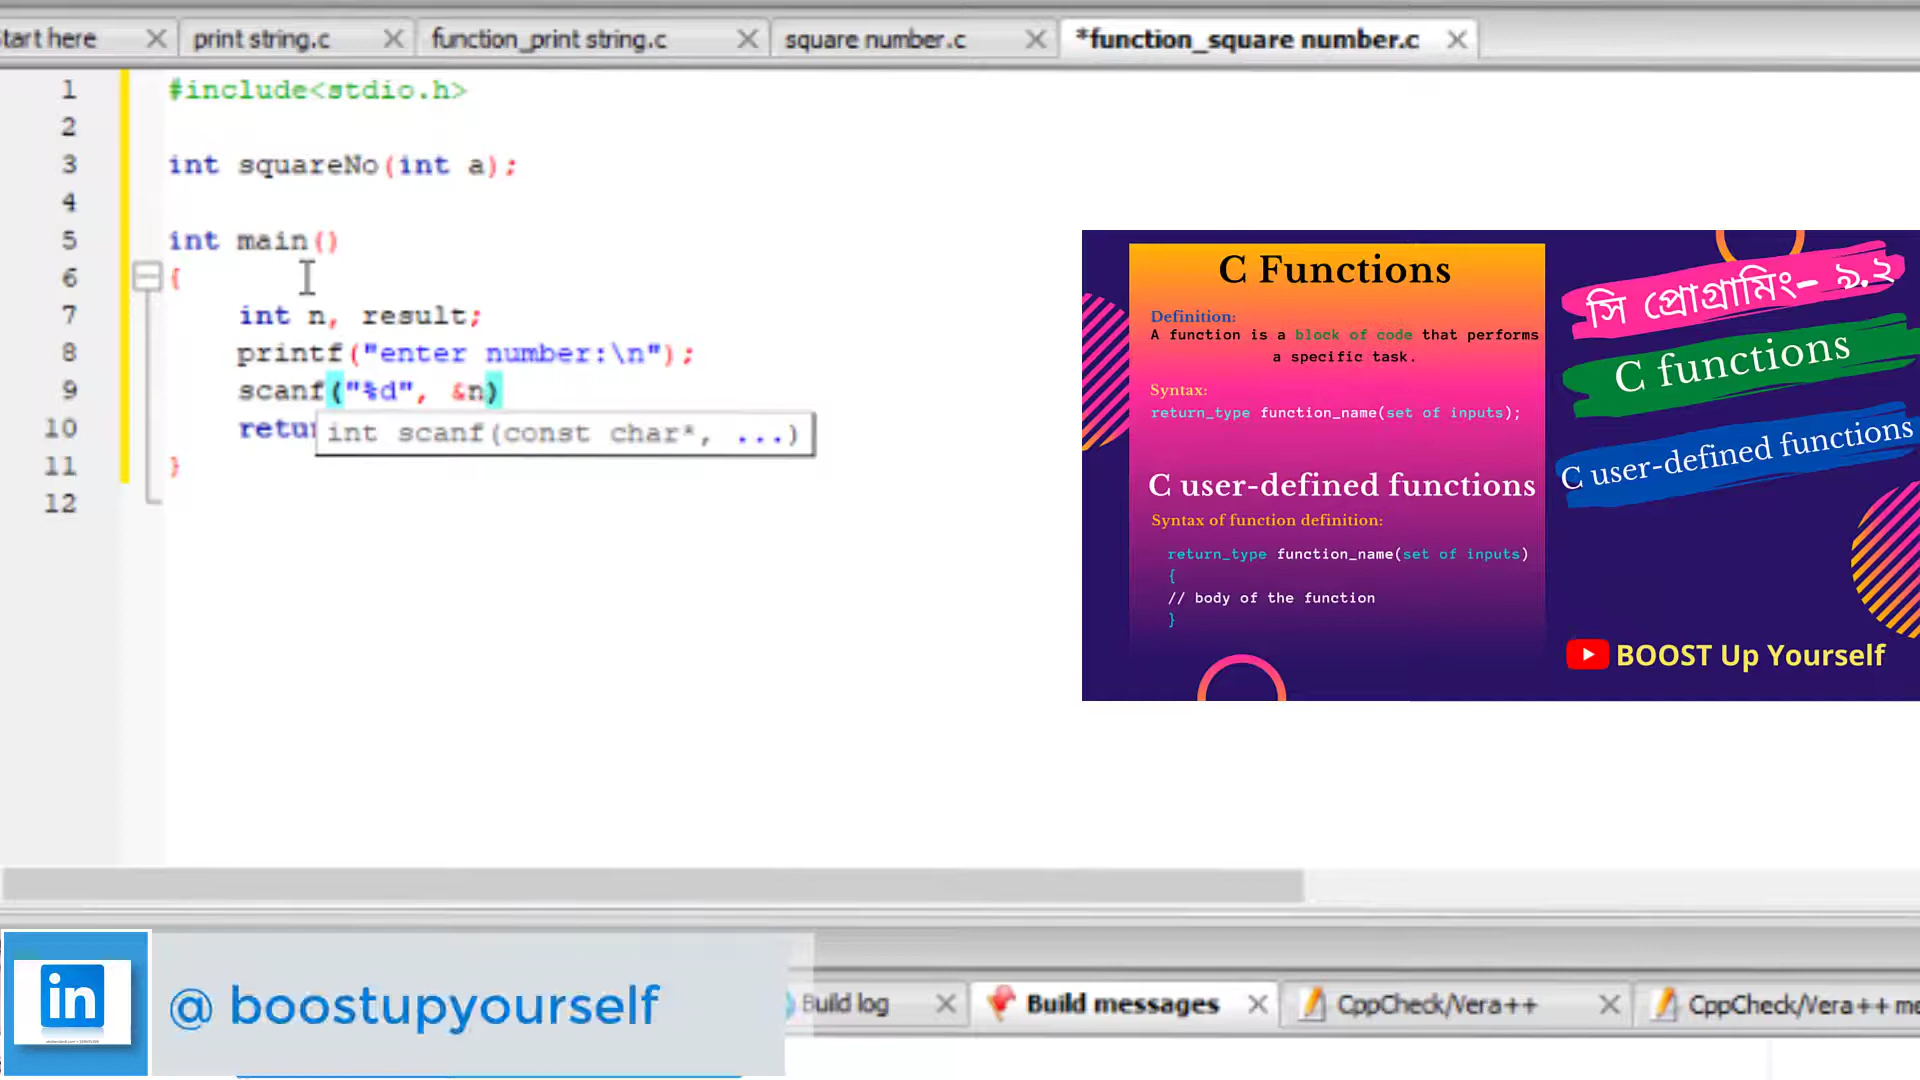 tart here
print string.c
function_print string.c
square number.c
*function_square number.c
1 #include<stdio.h>
2
3 int squareNo(int a);
4
5 int main()
6 {
7 int n, result;
8 printf("enter number:\n");
9 scanf("%d", &n)
10 retu
int scanf(const char*, ...)
11 }
12
C Functions
Definition:
A function is a block of code that performs
a specific task.
Syntax:
return_type function_name(set of inputs);
C user-defined functions
Syntax of function definition:
return_type function_name(set of inputs)
{
// body of the function
}
সি প্রোগ্রামিং- ৯.২
C functions
C user-defined functions
BOOST Up Yourself
in
@ boostupyourself
Build log
Build messages
CppCheck/Vera++
CppCheck/Vera++ me